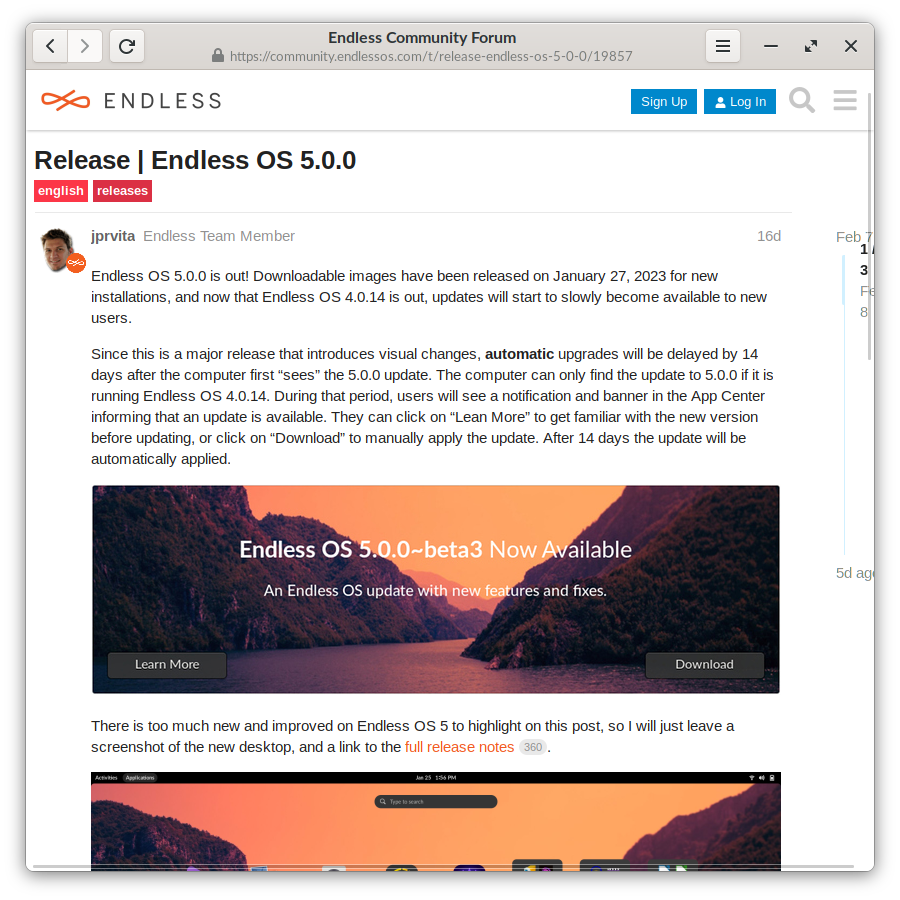 Endless Community Forum
https://community.endlessos.com/t/release-endless-os-5-0-0/19857
ENDLESS
Sign Up
Log In
Release | Endless OS 5.0.0
english
releases
jprvita Endless Team Member
16d
Feb 7
1 /
3
Fe
8
Endless OS 5.0.0 is out! Downloadable images have been released on January 27, 2023 for new
installations, and now that Endless OS 4.0.14 is out, updates will start to slowly become available to new
users.
Since this is a major release that introduces visual changes, automatic upgrades will be delayed by 14
days after the computer first “sees” the 5.0.0 update. The computer can only find the update to 5.0.0 if it is
running Endless OS 4.0.14. During that period, users will see a notification and banner in the App Center
informing that an update is available. They can click on “Lean More” to get familiar with the new version
before updating, or click on “Download” to manually apply the update. After 14 days the update will be
automatically applied.
Endless OS 5.0.0~beta3 Now Available
An Endless OS update with new features and fixes.
Learn More
Download
5d ago
There is too much new and improved on Endless OS 5 to highlight on this post, so I will just leave a
screenshot of the new desktop, and a link to the full release notes 360.
Activities
Applications
Jan 25 1:56 PM
Type to search